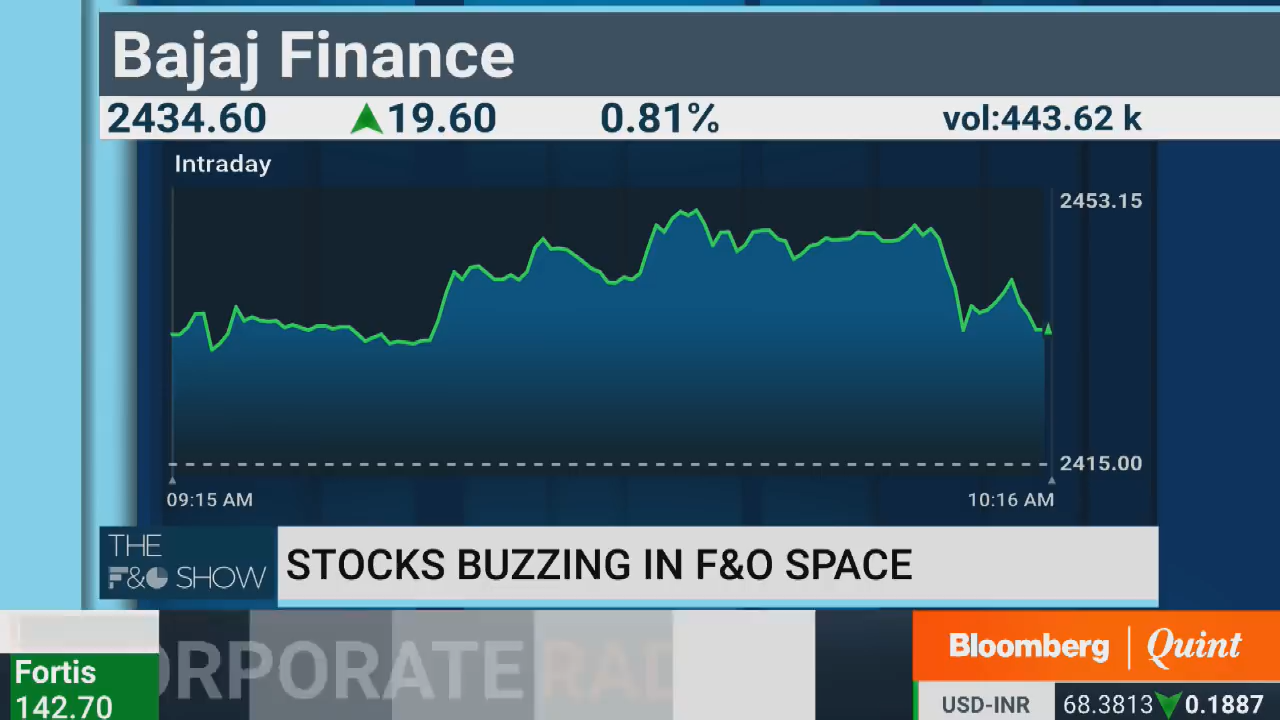 Bajaj Finance
2434.60 19.60 0.81% vol:443.62 k
Intraday
2453.15
2415.00
09:15 AM 10:16 AM
THE
F&O SHOW
STOCKS BUZZING IN F&O SPACE
Fortis
142.70
ORPORATE RAD
Bloomberg | Quint
USD-INR 68.3813 0.1887